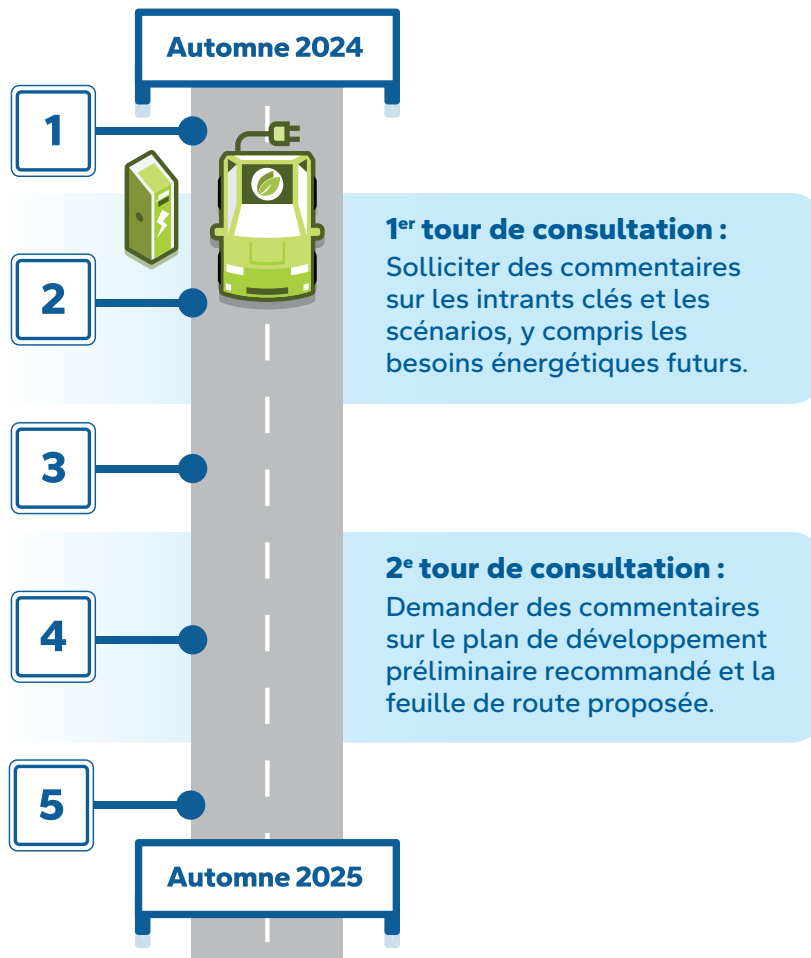 Automne 2024
1
1er tour de consultation :
Solliciter des commentaires
sur les intrants clés et les
scénarios, y compris les
besoins énergétiques futurs.
2
3
2e tour de consultation :
Demander des commentaires
sur le plan de développement
préliminaire recommandé et la
feuille de route proposée.
4
5
Automne 2025